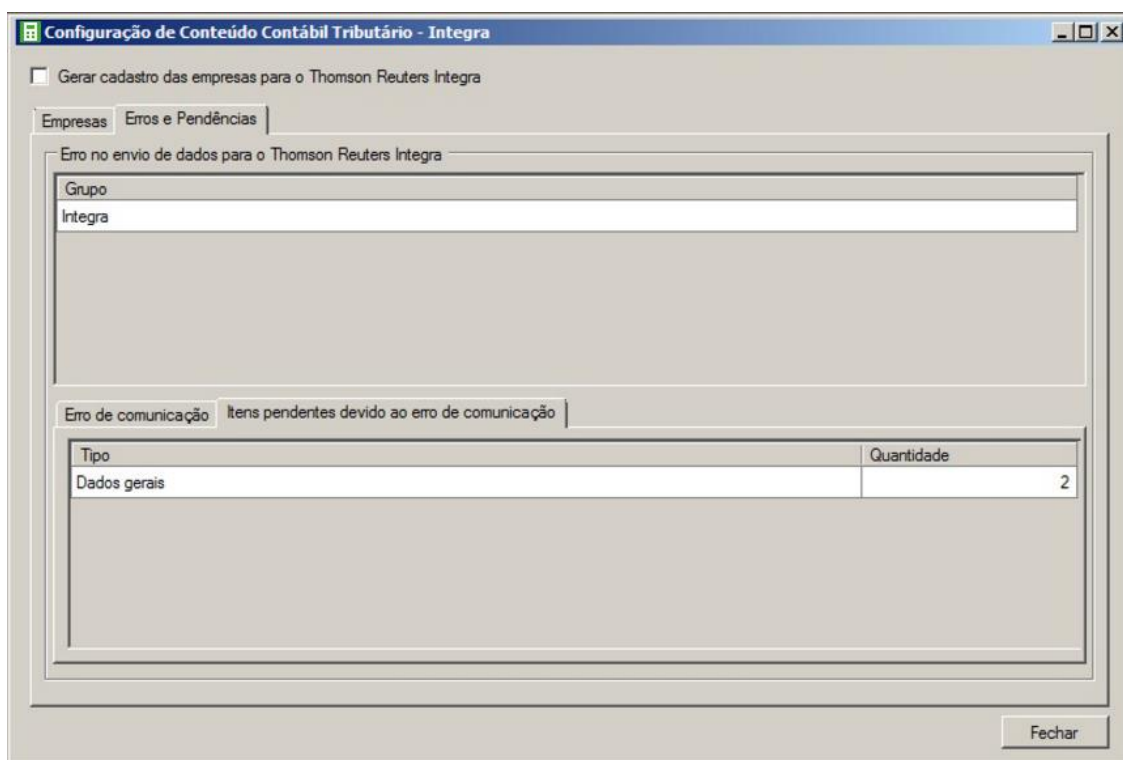 Configuração de Conteúdo Contábil Tributário - Integra
Gerar cadastro das empresas para o Thomson Reuters Integra
Empresas Erros e Pendências
Erro no envio de dados para o Thomson Reuters Integra
Grupo
Integra
Erro de comunicação Itens pendentes devido ao erro de comunicação
Tipo Quantidade
Dados gerais 2
Fechar